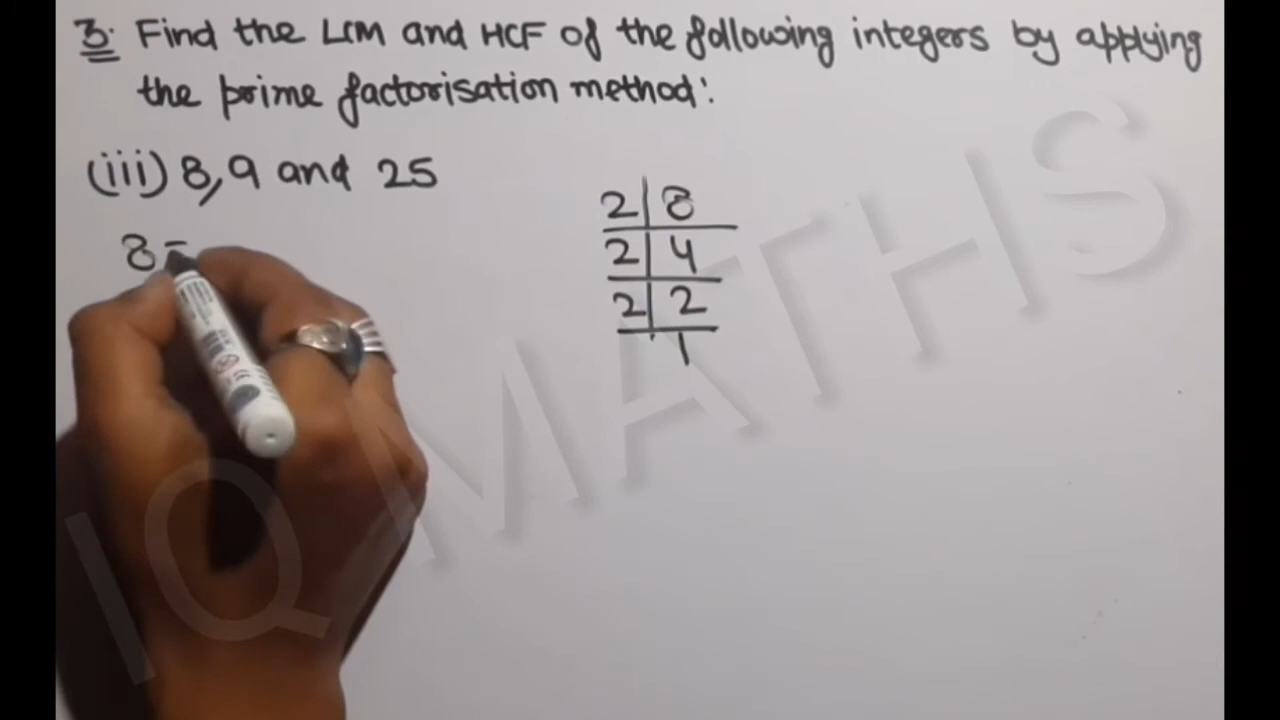 3. Find the LCM and HCF of the following integers by applying
the prime factorisation method:
(iii) 8, 9 and 25
8 =
2 8
2 4
2 2
1
IQ MATHS